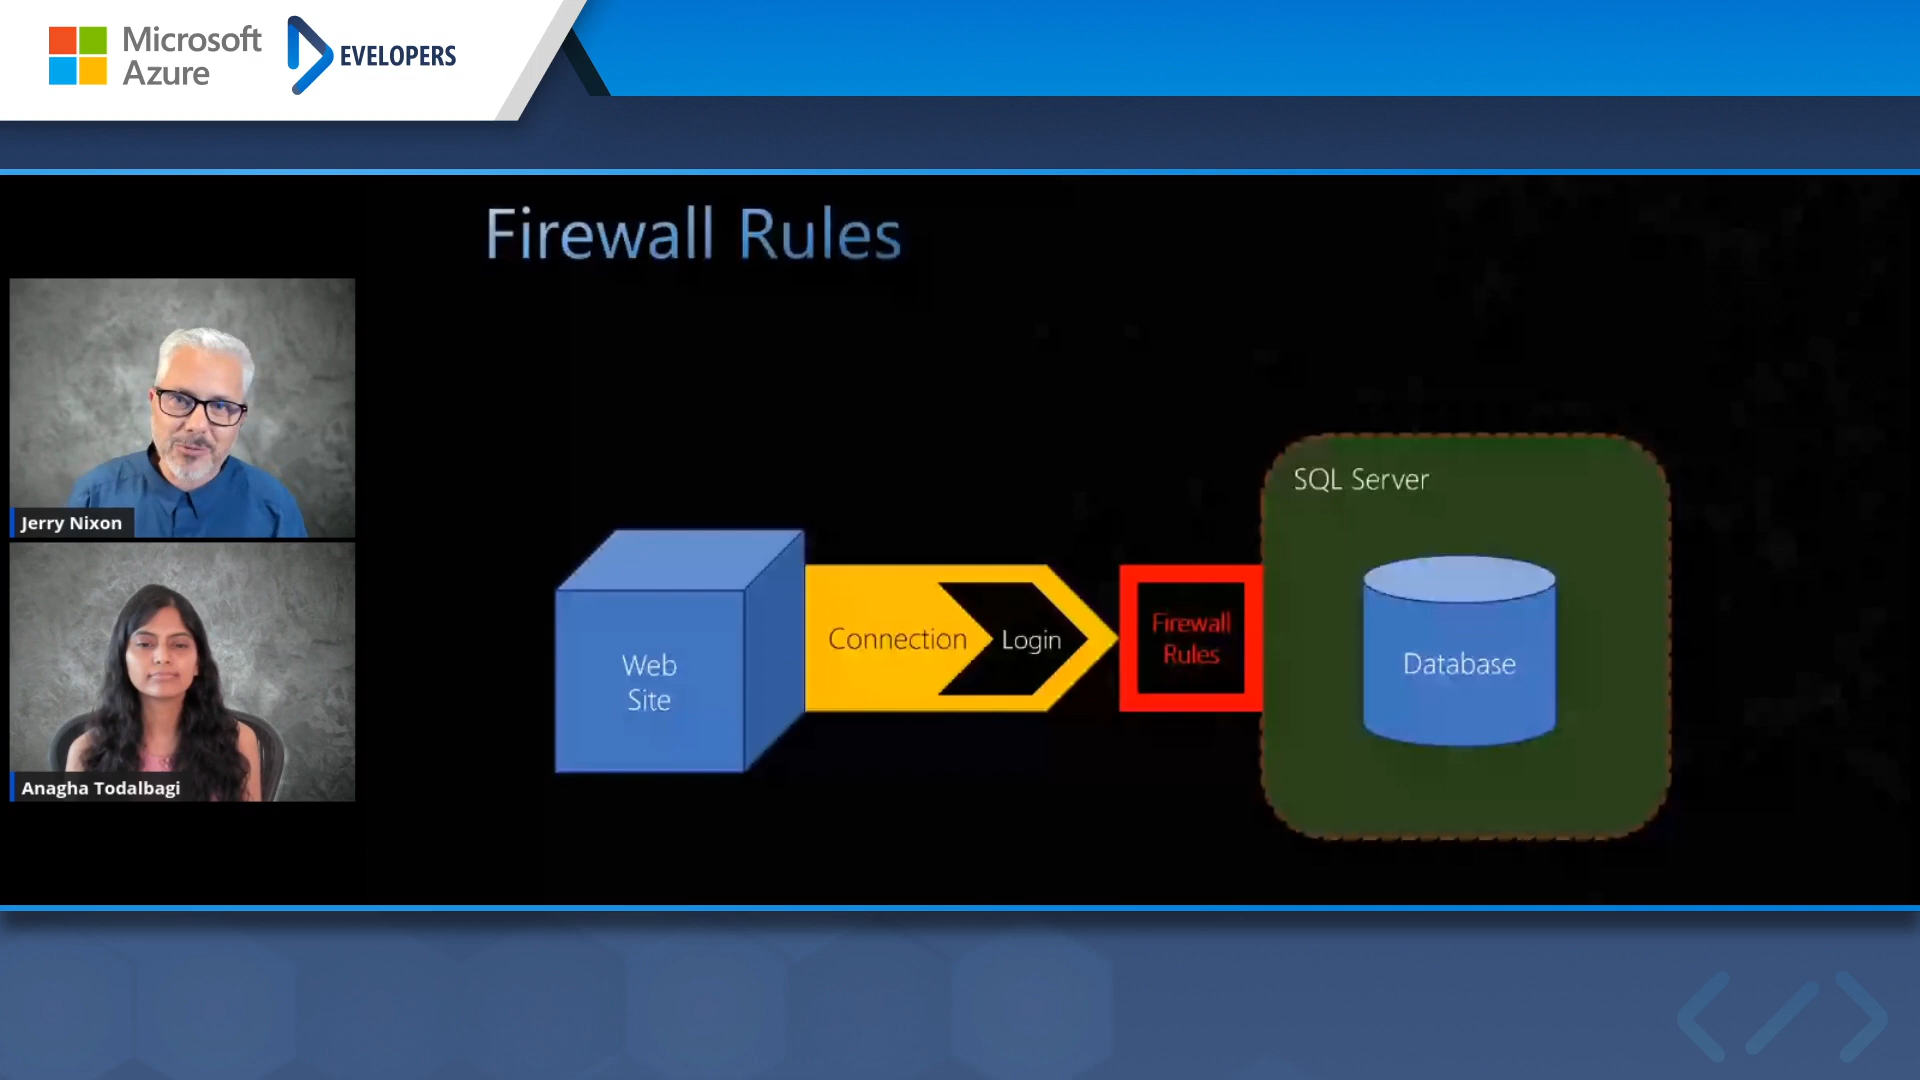 Microsoft
Azure
EVELOPERS
Firewall Rules
Jerry Nixon
Anagha Todalbagi
Web
Site
Connection
Login
Firewall
Rules
SQL Server
Database